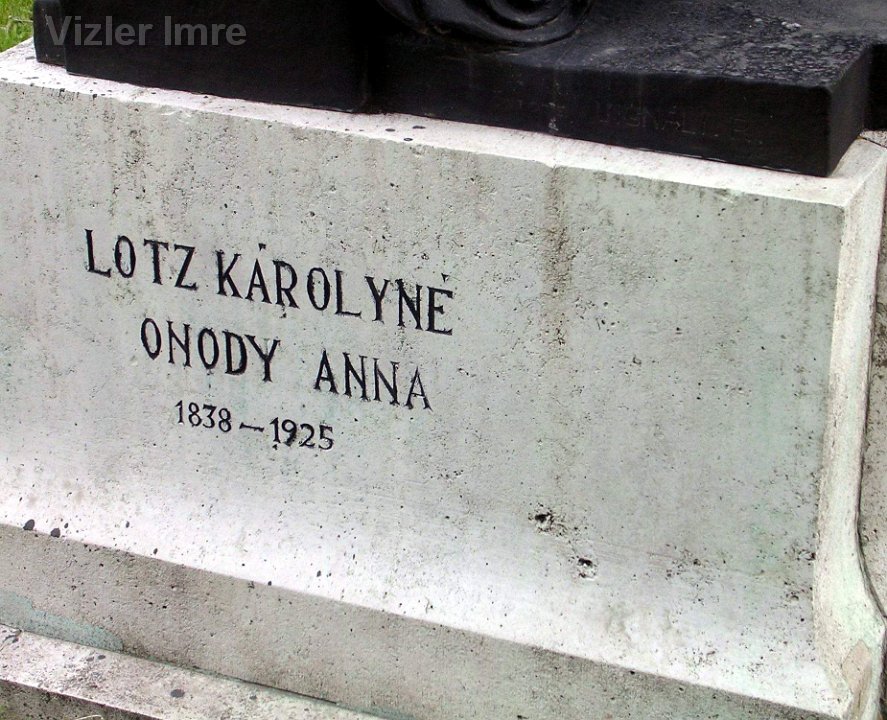 © Vizler Imre
LOTZ KÁROLYNÉ
ONODY ANNA
1838–1925